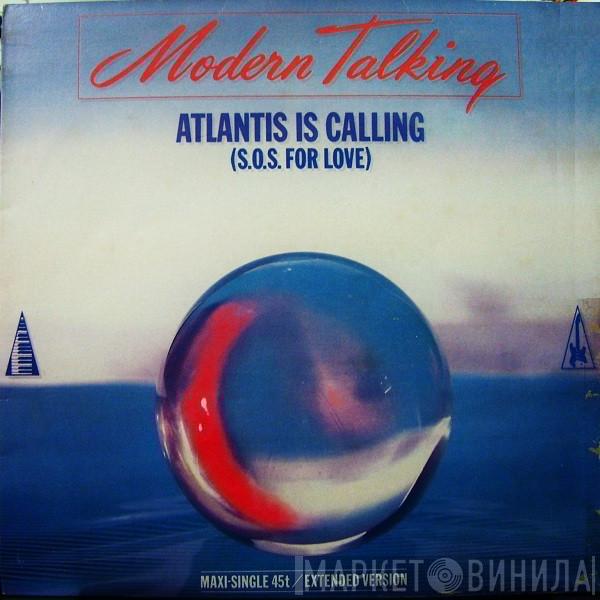 Modern Talking
ATLANTIS IS CALLING
(S.O.S. FOR LOVE)
MAXI-SINGLE 45t / EXTENDED VERSION
МАРКЕТ ВИНИЛА